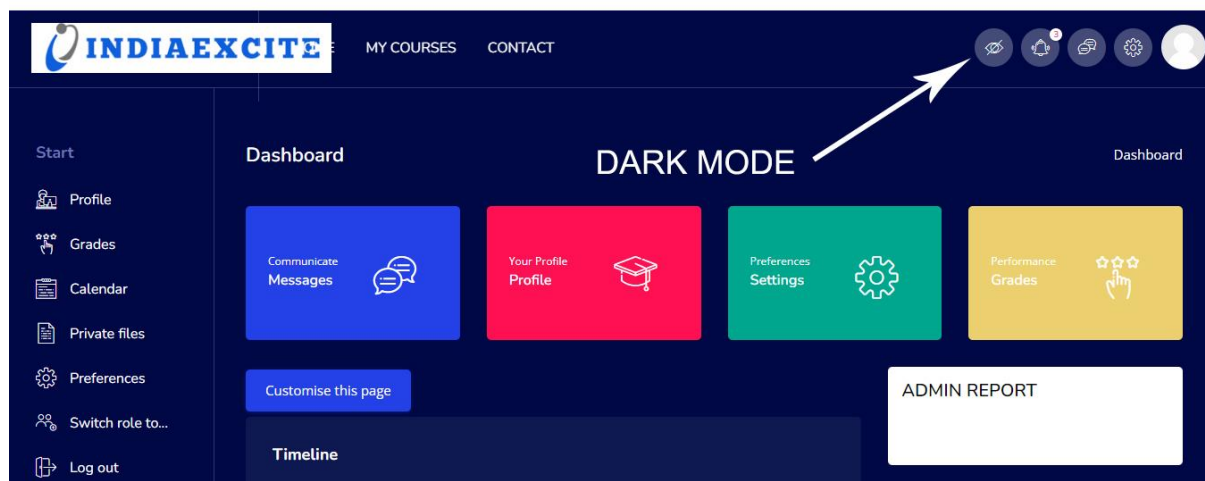 INDIAEXCITE
MY COURSES
CONTACT
3
DARK MODE
Start
Profile
Grades
Calendar
Private files
Preferences
Switch role to...
Log out
Dashboard
Dashboard
Communicate
Messages
Your Profile
Profile
Preferences
Settings
Performance
Grades
Customise this page
ADMIN REPORT
Timeline